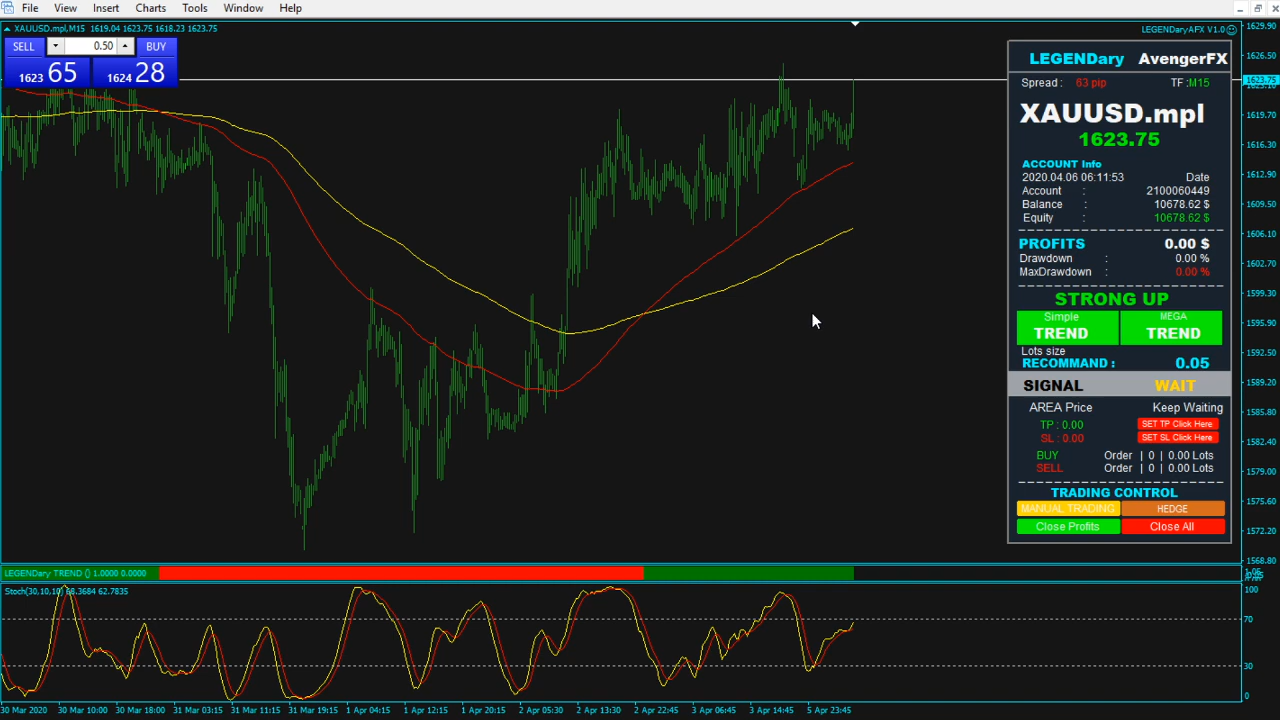 File View Insert Charts Tools Window Help
XAUUSD.mpl,M15 1619.04 1623.75 1618.23 1623.75
LEGENDaryAFX V1.0
SELL 0.50 BUY
1623 65 1624 28
LEGENDary AvengerFX
Spread : 63 pip TF :M15
XAUUSD.mpl
1623.75
ACCOUNT Info
2020.04.06 06:11:53 Date
Account : 2100060449
Balance : 10678.62 $
Equity : 10678.62 $
PROFITS 0.00 $
Drawdown : 0.00 %
MaxDrawdown : 0.00 %
STRONG UP
Simple MEGA
TREND TREND
Lots size
RECOMMAND : 0.05
SIGNAL WAIT
AREA Price Keep Waiting
TP : 0.00 SET TP Click Here
SL : 0.00 SET SL Click Here
BUY Order | 0 | 0.00 Lots
SELL Order | 0 | 0.00 Lots
TRADING CONTROL
MANUAL TRADING HEDGE
Close Profits Close All
1629.90
1626.50
1623.75
1619.70
1616.30
1612.90
1609.50
1606.10
1602.70
1599.30
1595.90
1592.50
1589.20
1585.80
1582.40
1579.00
1575.60
1572.20
1568.80
LEGENDary TREND () 1.0000 0.0000
Stoch(30,10,10) 68.3684 62.7835
100
70
30
0
30 Mar 2020 30 Mar 10:00 30 Mar 18:00 31 Mar 03:15 31 Mar 11:15 31 Mar 19:15 1 Apr 04:15 1 Apr 12:15 1 Apr 20:15 2 Apr 05:30 2 Apr 13:30 2 Apr 22:45 3 Apr 06:45 3 Apr 14:45 5 Apr 23:45